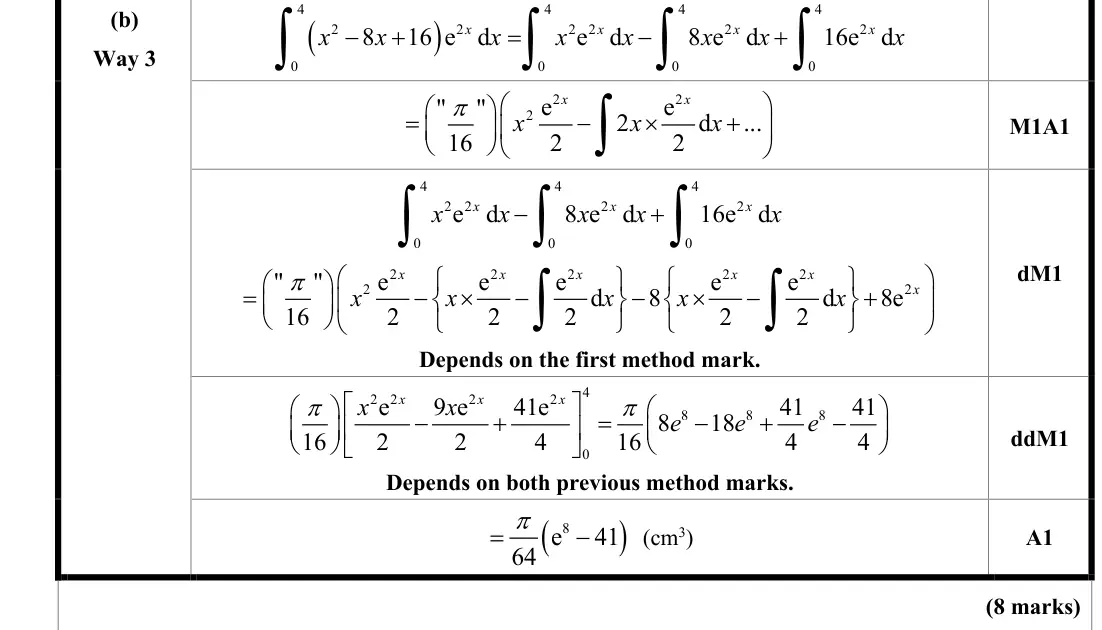 (b)
Way 3
∫₀⁴ (x² − 8x + 16)e²ˣ dx = ∫₀⁴ x²e²ˣ dx − ∫₀⁴ 8xe²ˣ dx + ∫₀⁴ 16e²ˣ dx
= (" π/16 ")(x² e²ˣ/2 − ∫ 2x × e²ˣ/2 dx + ...)
M1A1
∫₀⁴ x²e²ˣ dx − ∫₀⁴ 8xe²ˣ dx + ∫₀⁴ 16e²ˣ dx
= (" π/16 ")(x² e²ˣ/2 − {x × e²ˣ/2 − ∫ e²ˣ/2 dx} − 8{x × e²ˣ/2 − ∫ e²ˣ/2 dx} + 8e²ˣ)
dM1
Depends on the first method mark.
(π/16)[x²e²ˣ/2 − 9xe²ˣ/2 + 41e²ˣ/4]₀⁴ = π/16 (8e⁸ − 18e⁸ + 41/4 e⁸ − 41/4)
ddM1
Depends on both previous method marks.
= π/64 (e⁸ − 41) (cm³)
A1
(8 marks)